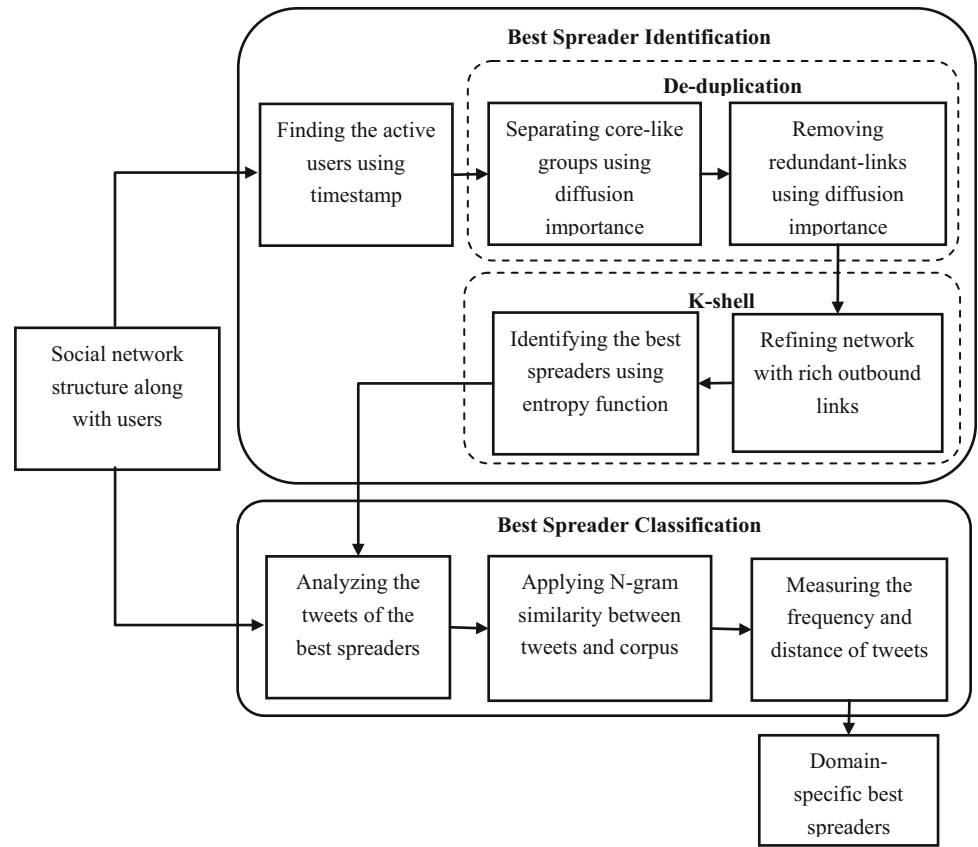 Best Spreader Identification
De-duplication
Finding the active
users using
timestamp
Separating core-like
groups using
diffusion
importance
Removing
redundant-links
using diffusion
importance
K-shell
Social network
structure along
with users
Identifying the best
spreaders using
entropy function
Refining network
with rich outbound
links
Best Spreader Classification
Analyzing the
tweets of the
best spreaders
Applying N-gram
similarity between
tweets and corpus
Measuring the
frequency and
distance of tweets
Domain-
specific best
spreaders